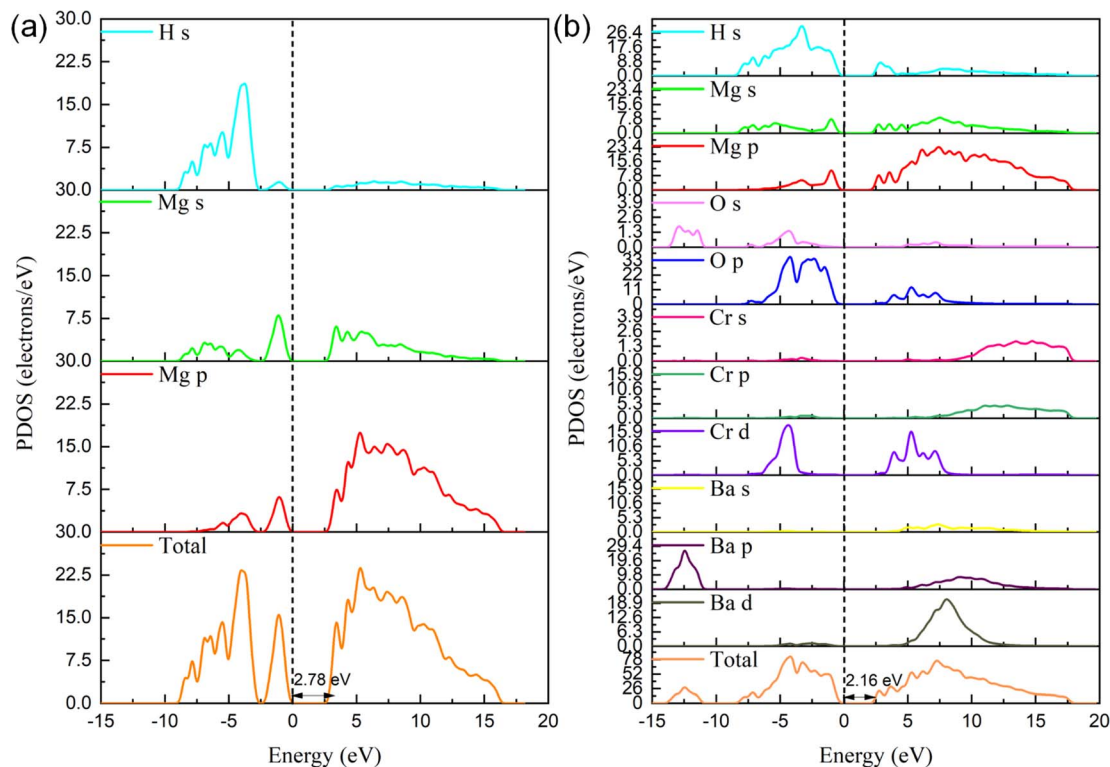 (a)
PDOS (electrons/eV)
30.0
H s
22.5
15.0
7.5
30.0
Mg s
22.5
15.0
7.5
30.0
Mg p
22.5
15.0
7.5
30.0
Total
22.5
15.0
7.5
2.78 eV
0.0
-15 -10 -5 0 5 10 15 20
Energy (eV)
(b)
PDOS (electrons/eV)
H s
26.4
17.6
8.8
0.0
Mg s
23.4
15.6
7.8
0.0
Mg p
23.4
15.6
7.8
0.0
O s
3.9
2.6
1.3
0.0
O p
33
22
11
0
Cr s
3.9
2.6
1.3
0.0
Cr p
15.9
10.6
5.3
0.0
Cr d
15.9
10.6
5.3
0.0
Ba s
15.9
10.6
5.3
0.0
Ba p
29.4
19.6
9.8
0.0
Ba d
18.9
12.6
6.3
0.0
Total
78
52
26
2.16 eV
0
-15 -10 -5 0 5 10 15 20
Energy (eV)